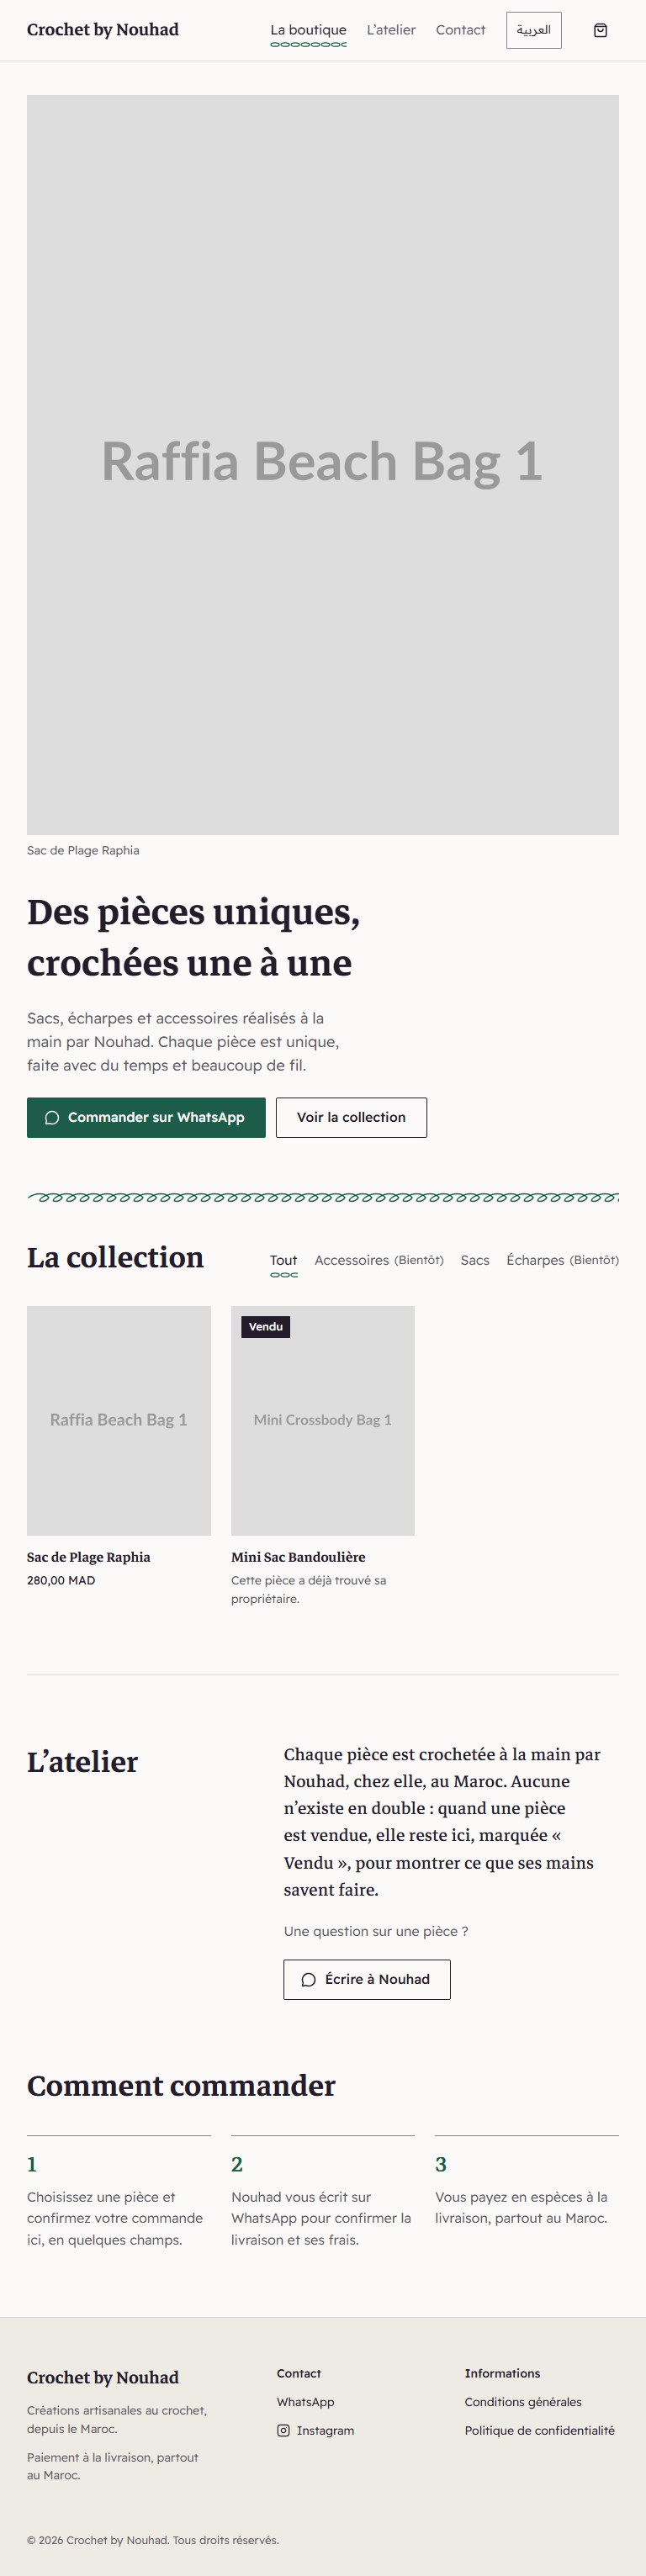 Crochet by Nouhad
La boutique
L’atelier
Contact
العربية
Raffia Beach Bag 1
Sac de Plage Raphia
Des pièces uniques,
crochées une à une
Sacs, écharpes et accessoires réalisés à la
main par Nouhad. Chaque pièce est unique,
faite avec du temps et beaucoup de fil.
Commander sur WhatsApp
Voir la collection
La collection
Tout
Accessoires (Bientôt)
Sacs
Écharpes (Bientôt)
Raffia Beach Bag 1
Sac de Plage Raphia
280,00 MAD
Vendu
Mini Crossbody Bag 1
Mini Sac Bandoulière
Cette pièce a déjà trouvé sa
propriétaire.
L’atelier
Chaque pièce est crochetée à la main par
Nouhad, chez elle, au Maroc. Aucune
n’existe en double : quand une pièce
est vendue, elle reste ici, marquée «
Vendu », pour montrer ce que ses mains
savent faire.
Une question sur une pièce ?
Écrire à Nouhad
Comment commander
1
Choisissez une pièce et
confirmez votre commande
ici, en quelques champs.
2
Nouhad vous écrit sur
WhatsApp pour confirmer la
livraison et ses frais.
3
Vous payez en espèces à la
livraison, partout au Maroc.
Crochet by Nouhad
Créations artisanales au crochet,
depuis le Maroc.
Paiement à la livraison, partout
au Maroc.
Contact
WhatsApp
Instagram
Informations
Conditions générales
Politique de confidentialité
© 2026 Crochet by Nouhad. Tous droits réservés.